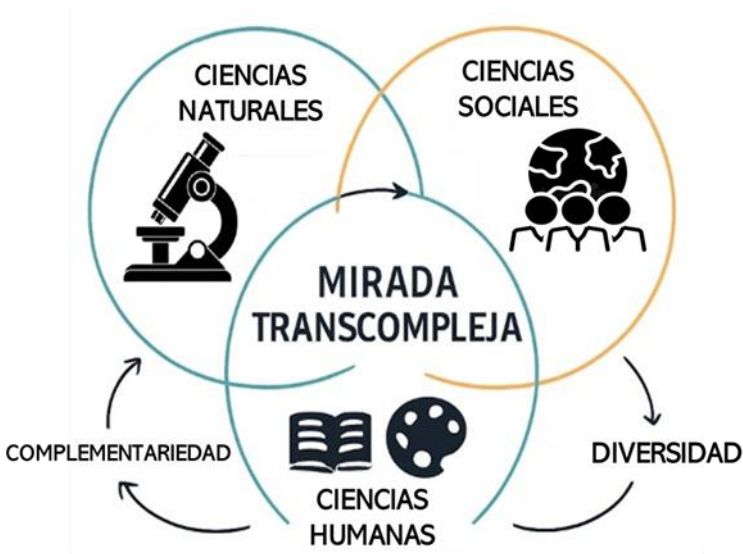 CIENCIAS
NATURALES
CIENCIAS
SOCIALES
MIRADA
TRANSCOMPLEJA
COMPLEMENTARIEDAD
DIVERSIDAD
CIENCIAS
HUMANAS